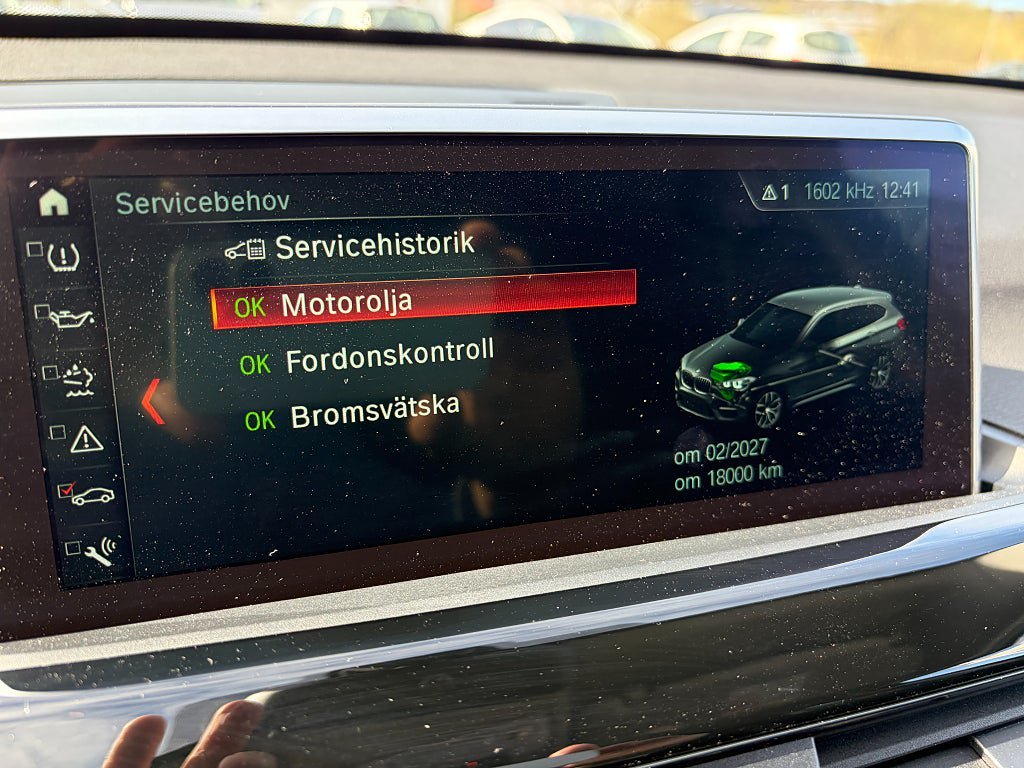 Servicebehov
1 1602 kHz 12:41
Servicehistorik
OK Motorolja
OK Fordonskontroll
OK Bromsvätska
om 02/2027
om 18000 km